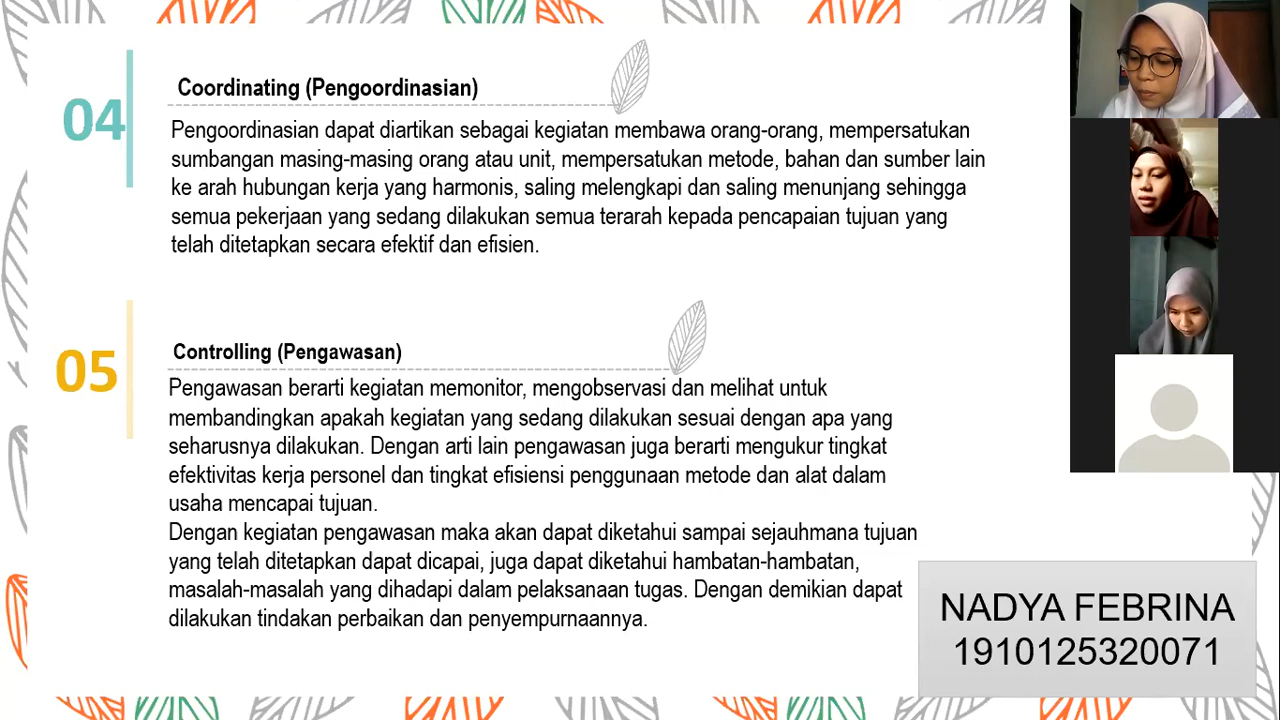 04
Coordinating (Pengoordinasian)
Pengoordinasian dapat diartikan sebagai kegiatan membawa orang-orang, mempersatukan
sumbangan masing-masing orang atau unit, mempersatukan metode, bahan dan sumber lain
ke arah hubungan kerja yang harmonis, saling melengkapi dan saling menunjang sehingga
semua pekerjaan yang sedang dilakukan semua terarah kepada pencapaian tujuan yang
telah ditetapkan secara efektif dan efisien.
05
Controlling (Pengawasan)
Pengawasan berarti kegiatan memonitor, mengobservasi dan melihat untuk
membandingkan apakah kegiatan yang sedang dilakukan sesuai dengan apa yang
seharusnya dilakukan. Dengan arti lain pengawasan juga berarti mengukur tingkat
efektivitas kerja personel dan tingkat efisiensi penggunaan metode dan alat dalam
usaha mencapai tujuan.
Dengan kegiatan pengawasan maka akan dapat diketahui sampai sejauhmana tujuan
yang telah ditetapkan dapat dicapai, juga dapat diketahui hambatan-hambatan,
masalah-masalah yang dihadapi dalam pelaksanaan tugas. Dengan demikian dapat
dilakukan tindakan perbaikan dan penyempurnaannya.
NADYA FEBRINA
1910125320071